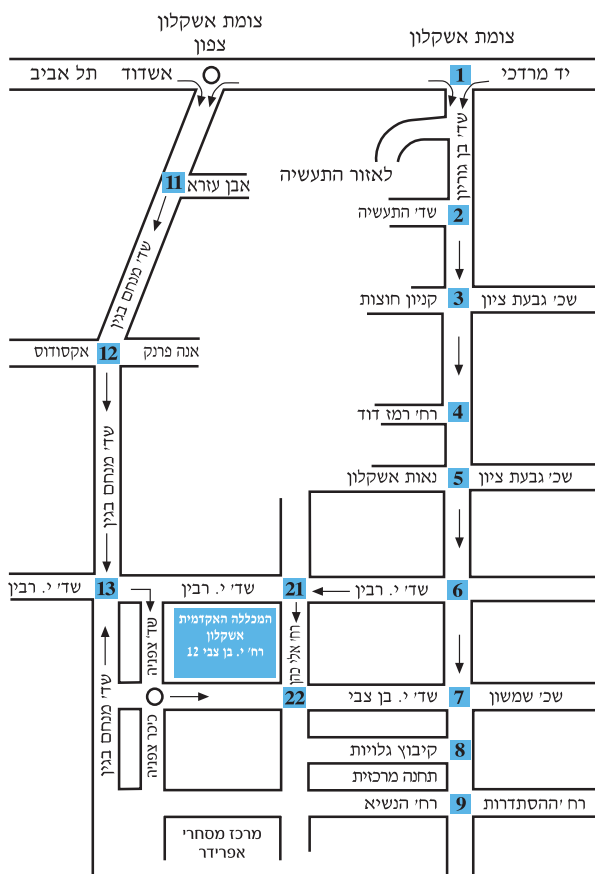 צומת אשקלון
צומת אשקלון
צפון
יד מרדכי
1
אשדוד
תל אביב
שד' בן גוריון
לאזור התעשיה
11
אבן עזרא
2
שד' התעשיה
שד' מנחם בגין
שכ' גבעת ציון
3
קניון חוצות
אנה פרנק
12
אקסודוס
4
רח' רמז דוד
שד' מנחם בגין
שכ' גבעת ציון
5
נאות אשקלון
6
שד' י. רבין
21
שד' י. רבין
13
שד' י. רבין
המכללה האקדמית
אשקלון
רח' י. בן צבי 12
רח' אלי כהן
שד' צפניה
שכ' שמשון
7
שד' י. בן צבי
22
שד' מנחם בגין
כיכר צפניה
8
קיבוץ גלויות
תחנה מרכזית
רח 'ההסתדרות
9
רח' הנשיא
מרכז מסחרי
אפרידר